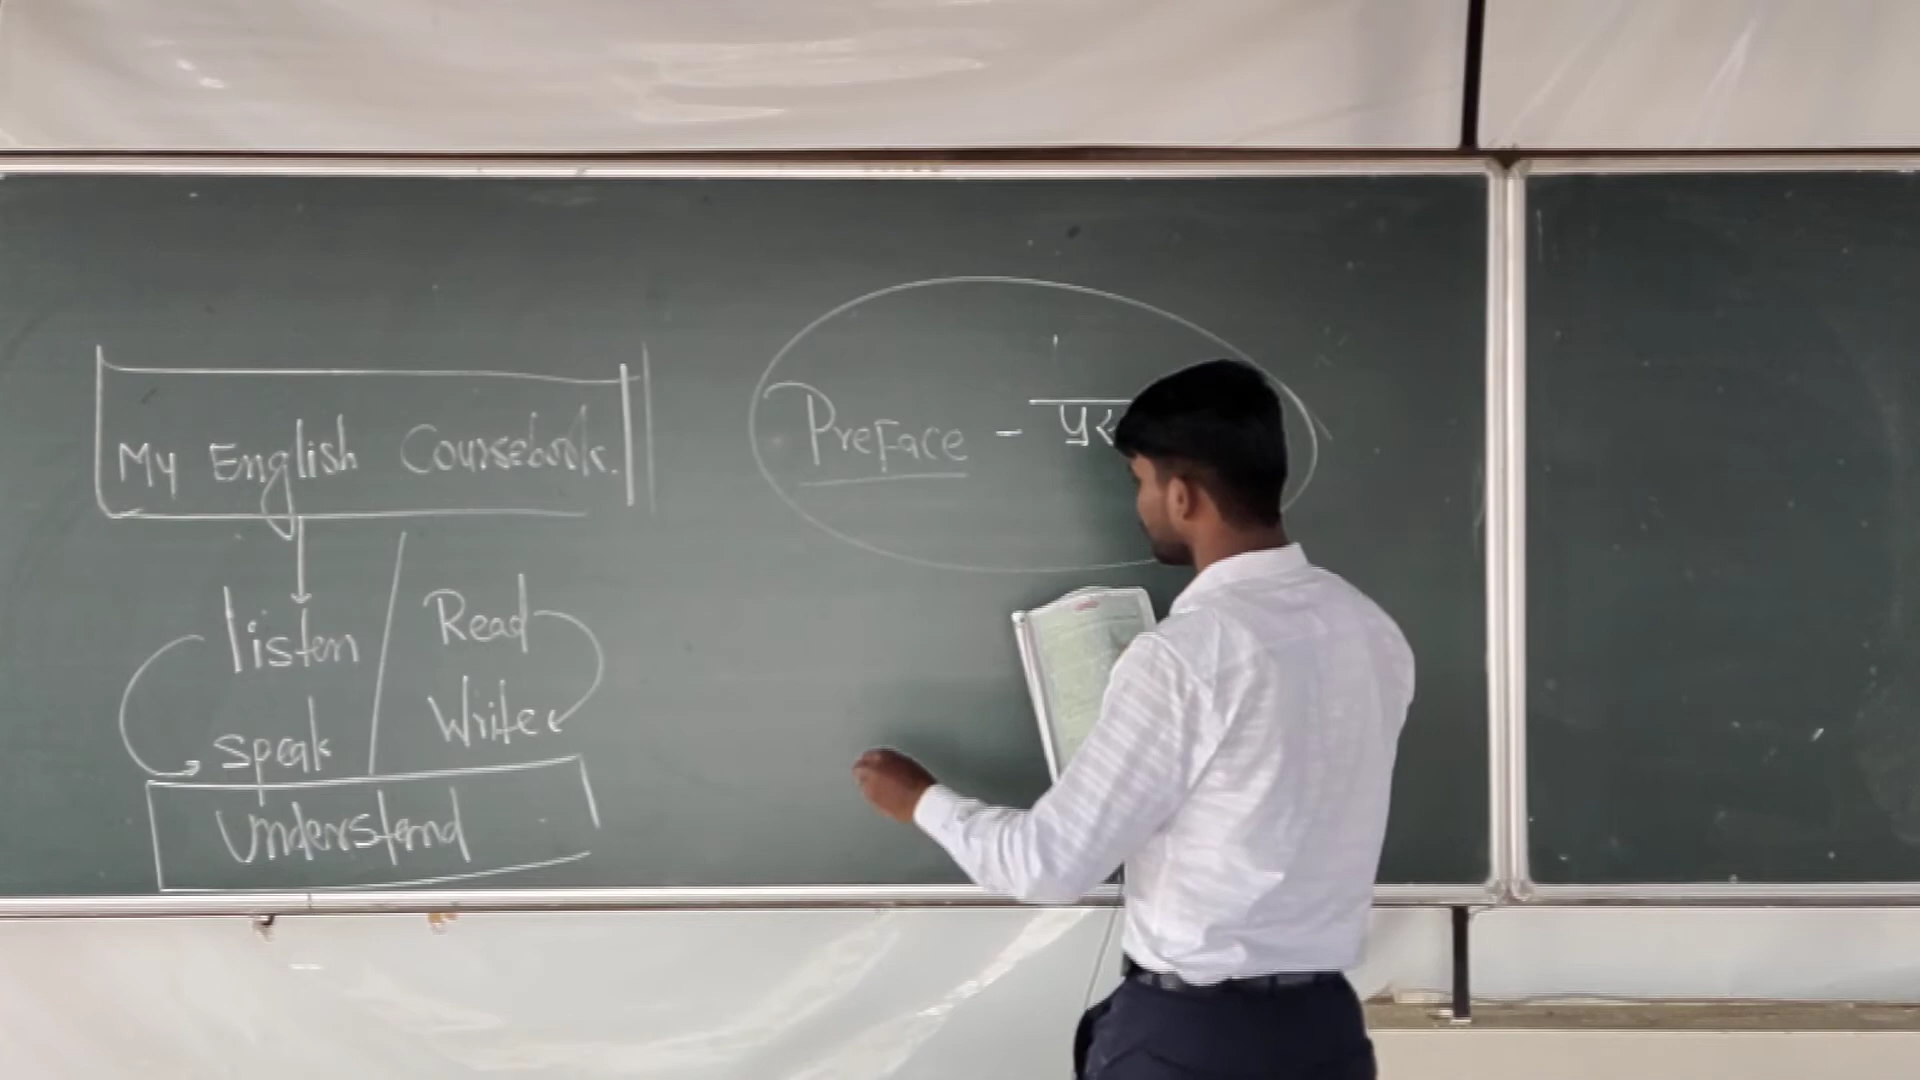 My English Coursebook.
listen
speak
Read
Write
Understand
Preface -